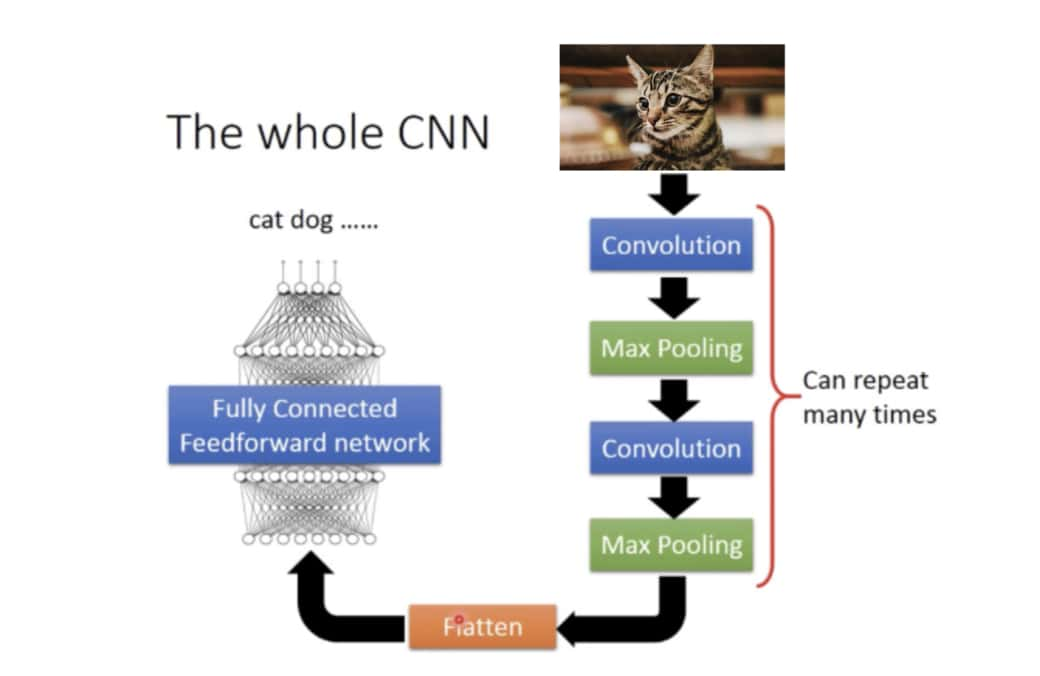 The whole CNN
cat dog ......
Convolution
Max Pooling
Convolution
Max Pooling
Can repeat
many times
Flatten
Fully Connected
Feedforward network